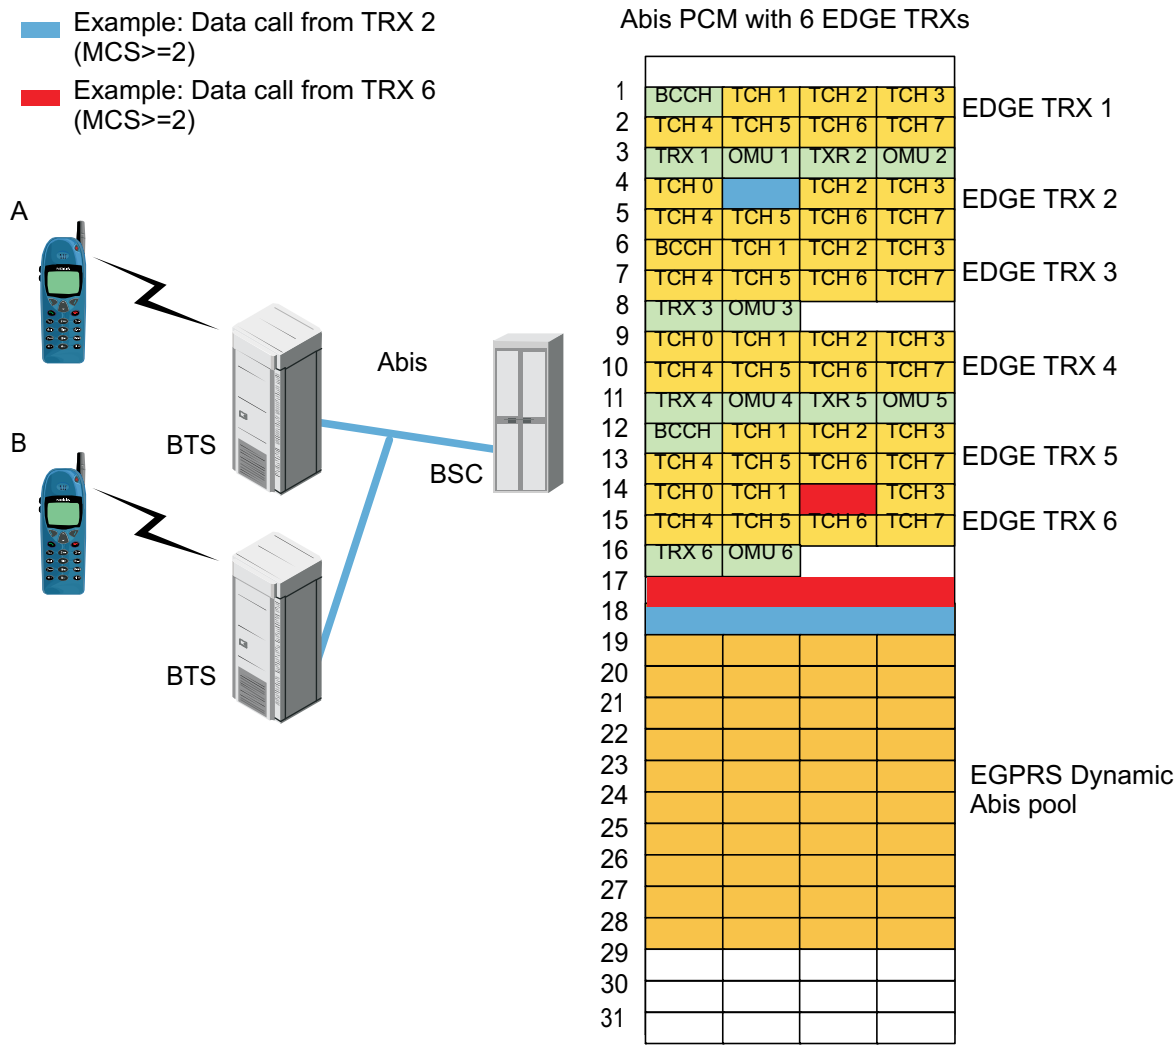 Example: Data call from TRX 2
(MCS>=2)
Example: Data call from TRX 6
(MCS>=2)
A
B
BTS
BTS
Abis
BSC
Abis PCM with 6 EDGE TRXs
1 BCCH TCH 1 TCH 2 TCH 3
EDGE TRX 1
2 TCH 4 TCH 5 TCH 6 TCH 7
3 TRX 1 OMU 1 TXR 2 OMU 2
4 TCH 0 TCH 2 TCH 3
EDGE TRX 2
5 TCH 4 TCH 5 TCH 6 TCH 7
6 BCCH TCH 1 TCH 2 TCH 3
EDGE TRX 3
7 TCH 4 TCH 5 TCH 6 TCH 7
8 TRX 3 OMU 3
9 TCH 0 TCH 1 TCH 2 TCH 3
EDGE TRX 4
10 TCH 4 TCH 5 TCH 6 TCH 7
11 TRX 4 OMU 4 TXR 5 OMU 5
12 BCCH TCH 1 TCH 2 TCH 3
EDGE TRX 5
13 TCH 4 TCH 5 TCH 6 TCH 7
14 TCH 0 TCH 1 TCH 3
EDGE TRX 6
15 TCH 4 TCH 5 TCH 6 TCH 7
16 TRX 6 OMU 6
17
18
19
20
21
22
23
24
25
26
27
28
29
30
31
EGPRS Dynamic
Abis pool